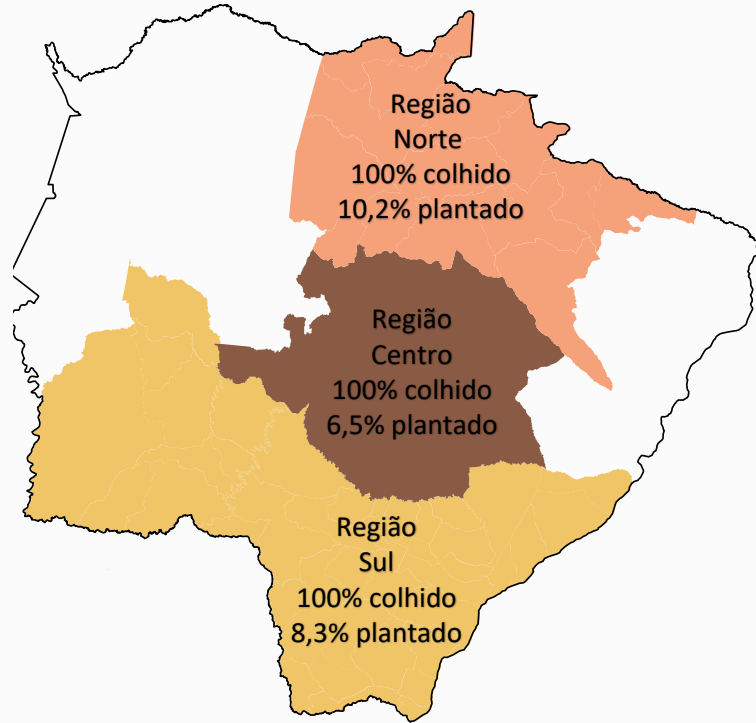 Região
Norte
100% colhido
10,2% plantado
Região
Centro
100% colhido
6,5% plantado
Região
Sul
100% colhido
8,3% plantado